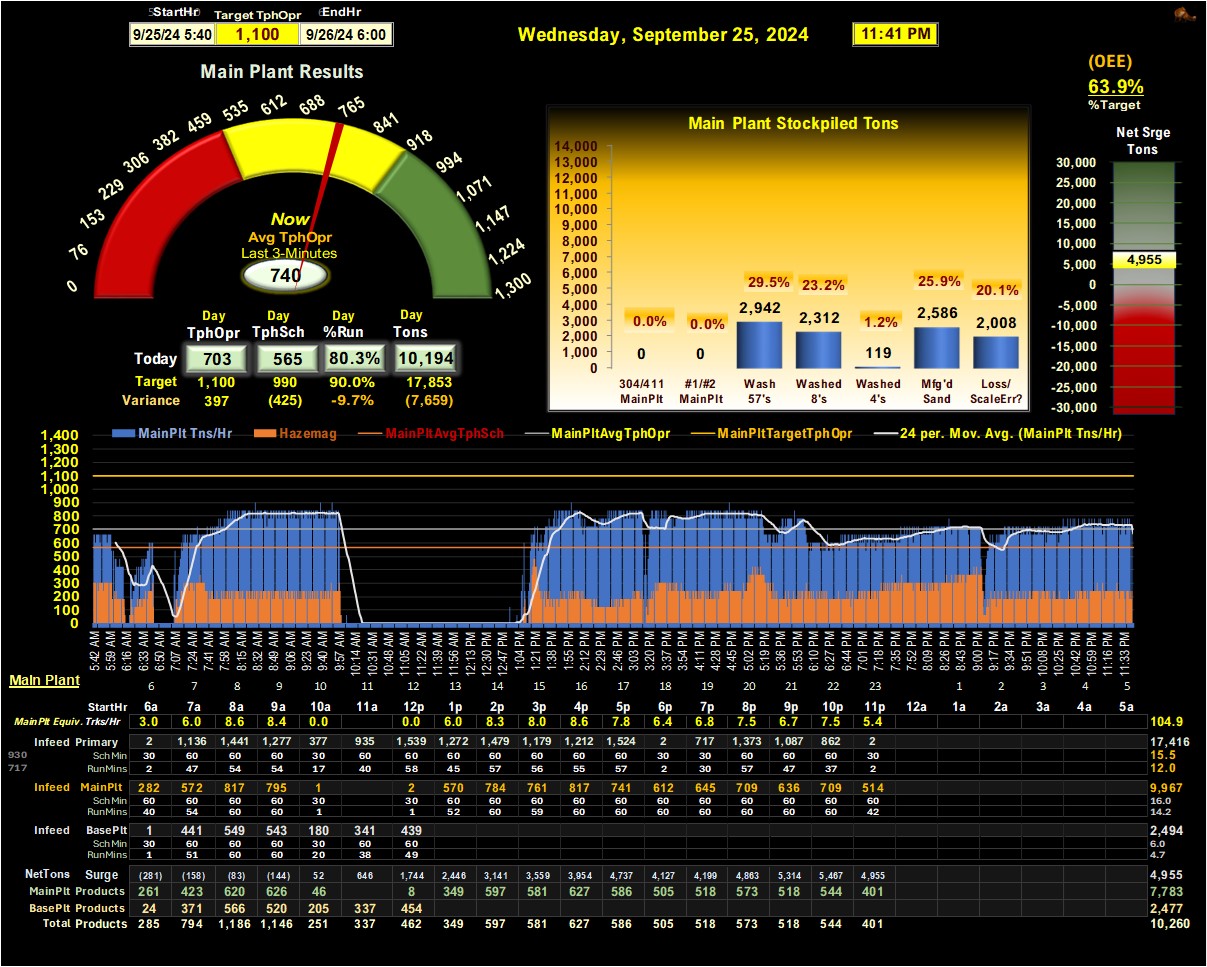 StartHr Target TphOpr EndHr
9/25/24 5:40 1,100 9/26/24 6:00
Wednesday, September 25, 2024
11:41 PM
(OEE)
63.9%
%Target
Main Plant Results
0 76 153 229 306 382 459 535 612 688 765 841 918 994 1,071 1,147 1,224 1,300
Now
Avg TphOpr
Last 3-Minutes
740
Day Day Day Day
TphOpr TphSch %Run Tons
Today 703 565 80.3% 10,194
Target 1,100 990 90.0% 17,853
Variance 397 (425) -9.7% (7,659)
Main Plant Stockpiled Tons
14,000
13,000
12,000
11,000
10,000
9,000
8,000
7,000
6,000
5,000
4,000
3,000
2,000
1,000
0
0.0% 0.0% 29.5% 23.2% 1.2% 25.9% 20.1%
0 0 2,942 2,312 119 2,586 2,008
304/411 #1/#2 Wash Washed Washed Mfg'd Loss/
MainPlt MainPlt 57's 8's 4's Sand ScaleErr?
Net Srge
Tons
30,000
25,000
20,000
15,000
10,000
5,000
0
-5,000
-10,000
-15,000
-20,000
-25,000
-30,000
4,955
MainPlt Tns/Hr Hazemag MainPltAvgTphSch MainPltAvgTphOpr MainPltTargetTphOpr 24 per. Mov. Avg. (MainPlt Tns/Hr)
1,400
1,300
1,200
1,100
1,000
900
800
700
600
500
400
300
200
100
0
5:42 AM 5:59 AM 6:16 AM 6:33 AM 6:50 AM 7:07 AM 7:24 AM 7:41 AM 7:58 AM 8:15 AM 8:32 AM 8:49 AM 9:06 AM 9:23 AM 9:40 AM 9:57 AM 10:14 AM 10:31 AM 10:48 AM 11:05 AM 11:22 AM 11:39 AM 11:56 AM 12:13 PM 12:30 PM 12:47 PM 1:04 PM 1:21 PM 1:38 PM 1:55 PM 2:12 PM 2:29 PM 2:46 PM 3:03 PM 3:20 PM 3:37 PM 3:54 PM 4:11 PM 4:28 PM 4:45 PM 5:02 PM 5:19 PM 5:36 PM 5:53 PM 6:10 PM 6:27 PM 6:44 PM 7:01 PM 7:18 PM 7:35 PM 7:52 PM 8:09 PM 8:26 PM 8:43 PM 9:00 PM 9:17 PM 9:34 PM 9:51 PM 10:08 PM 10:25 PM 10:42 PM 10:59 PM 11:16 PM 11:33 PM
Main Plant
6 7 8 9 10 11 12 13 14 15 16 17 18 19 20 21 22 23 1 2 3 4 5
StartHr 6a 7a 8a 9a 10a 11a 12p 1p 2p 3p 4p 5p 6p 7p 8p 9p 10p 11p 12a 1a 2a 3a 4a 5a
MainPlt Equiv. Trks/Hr 3.0 6.0 8.6 8.4 0.0 0.0 6.0 8.3 8.0 8.6 7.8 6.4 6.8 7.5 6.7 7.5 5.4 104.9
Infeed Primary 2 1,136 1,441 1,277 377 935 1,539 1,272 1,479 1,179 1,212 1,524 2 717 1,373 1,087 862 2 17,416
930 Sch Min 30 60 60 60 30 60 60 60 60 60 60 60 30 30 60 60 60 30 15.5
717 RunMins 2 47 54 54 17 40 58 45 57 56 55 57 2 30 57 47 37 2 12.0
Infeed MainPlt 282 572 817 795 1 2 570 784 761 817 741 612 645 709 636 709 514 9,967
Sch Min 60 60 60 60 30 30 60 60 60 60 60 60 60 60 60 60 60 16.0
RunMins 40 54 60 60 1 1 52 60 59 60 60 60 60 60 60 60 42 14.2
Infeed BasePlt 1 441 549 543 180 341 439 2,494
Sch Min 30 60 60 60 30 60 60 6.0
RunMins 1 51 60 60 20 38 49 4.7
NetTons Surge (281) (158) (83) (144) 52 646 1,744 2,446 3,141 3,559 3,954 4,737 4,127 4,199 4,863 5,314 5,467 4,955 4,955
MainPlt Products 261 423 620 626 46 8 349 597 581 627 586 505 518 573 518 544 401 7,783
BasePlt Products 24 371 566 520 205 337 454 2,477
Total Products 285 794 1,186 1,146 251 337 462 349 597 581 627 586 505 518 573 518 544 401 10,260